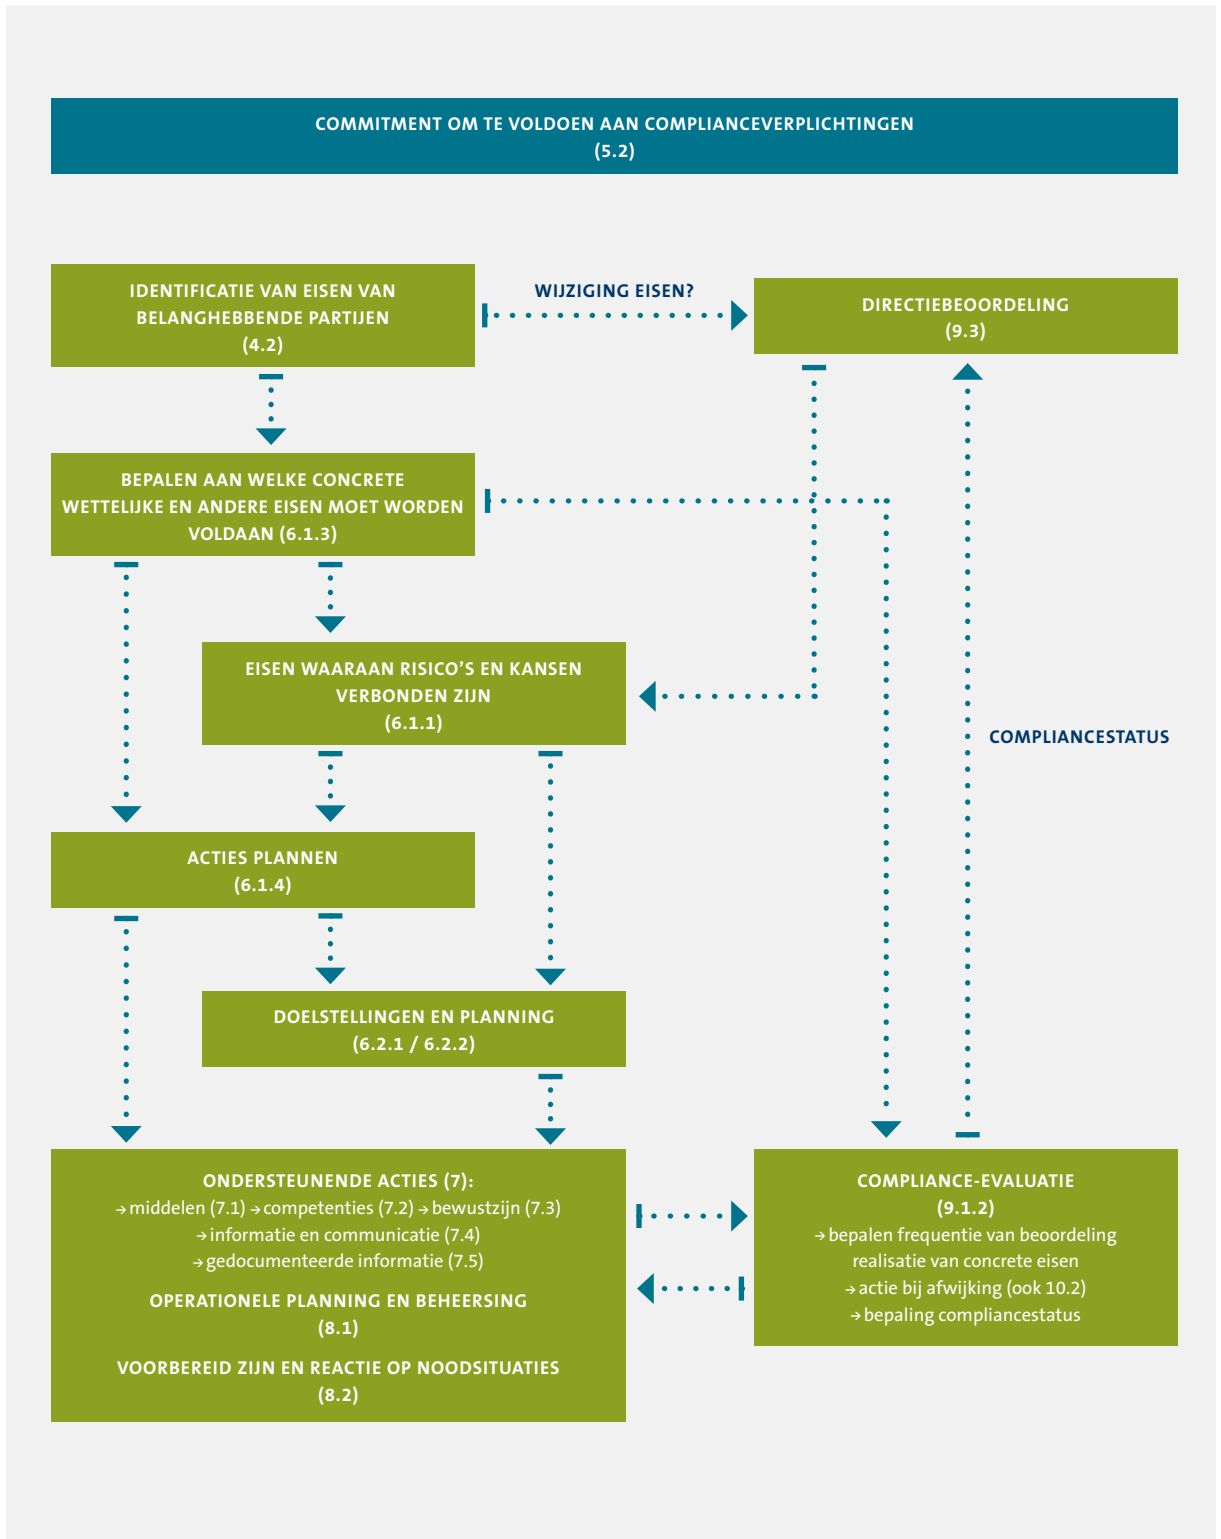 COMMITMENT OM TE VOLDOEN AAN COMPLIANCEVERPLICHTINGEN
(5.2)
IDENTIFICATIE VAN EISEN VAN
BELANGHEBBENDE PARTIJEN
(4.2)
WIJZIGING EISEN?
DIRECTIEBEOORDELING
(9.3)
BEPALEN AAN WELKE CONCRETE
WETTELIJKE EN ANDERE EISEN MOET WORDEN
VOLDAAN (6.1.3)
EISEN WAARAAN RISICO’S EN KANSEN
VERBONDEN ZIJN
(6.1.1)
COMPLIANCESTATUS
ACTIES PLANNEN
(6.1.4)
DOELSTELLINGEN EN PLANNING
(6.2.1 / 6.2.2)
ONDERSTEUNENDE ACTIES (7):
→ middelen (7.1) → competenties (7.2) → bewustzijn (7.3)
→ informatie en communicatie (7.4)
→ gedocumenteerde informatie (7.5)
OPERATIONELE PLANNING EN BEHEERSING
(8.1)
VOORBEREID ZIJN EN REACTIE OP NOODSITUATIES
(8.2)
COMPLIANCE-EVALUATIE
(9.1.2)
→ bepalen frequentie van beoordeling
realisatie van concrete eisen
→ actie bij afwijking (ook 10.2)
→ bepaling compliancestatus